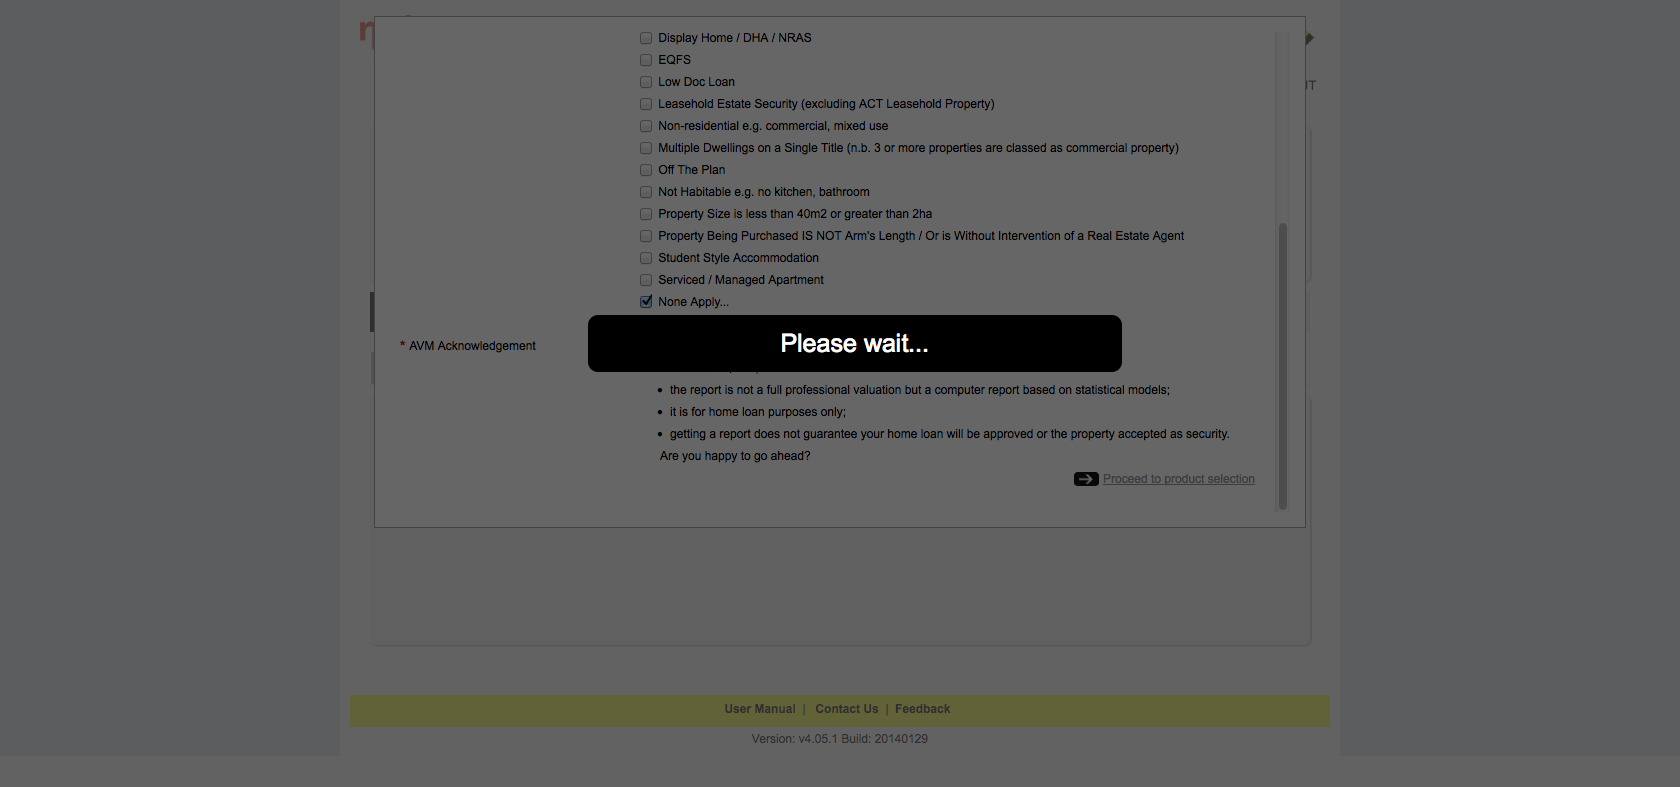 Display Home / DHA / NRAS
EQFS
Low Doc Loan
Leasehold Estate Security (excluding ACT Leasehold Property)
Non-residential e.g. commercial, mixed use
Multiple Dwellings on a Single Title (n.b. 3 or more properties are classed as commercial property)
Off The Plan
Not Habitable e.g. no kitchen, bathroom
Property Size is less than 40m2 or greater than 2ha
Property Being Purchased IS NOT Arm's Length / Or is Without Intervention of a Real Estate Agent
Student Style Accommodation
Serviced / Managed Apartment
None Apply...
Please wait...
* AVM Acknowledgement
• the report is not a full professional valuation but a computer report based on statistical models;
• it is for home loan purposes only;
• getting a report does not guarantee your home loan will be approved or the property accepted as security.
Are you happy to go ahead?
Proceed to product selection
User Manual | Contact Us | Feedback
Version: v4.05.1 Build: 20140129